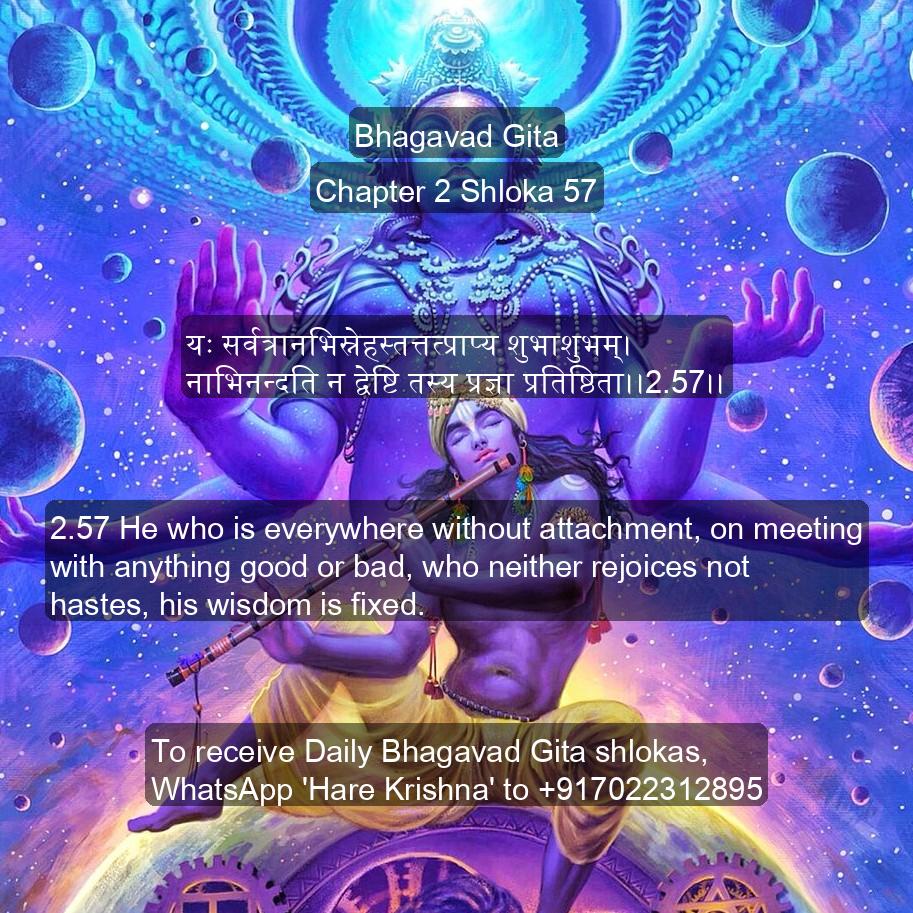 Bhagavad Gita
Chapter 2 Shloka 57
यः सर्वत्रानभिस्नेहस्तत्तत्प्राप्य शुभाशुभम्।
नाभिनन्दति न द्वेष्टि तस्य प्रज्ञा प्रतिष्ठिता।।2.57।।
2.57 He who is everywhere without attachment, on meeting
with anything good or bad, who neither rejoices not
hastes, his wisdom is fixed.
To receive Daily Bhagavad Gita shlokas,
WhatsApp 'Hare Krishna' to +917022312895